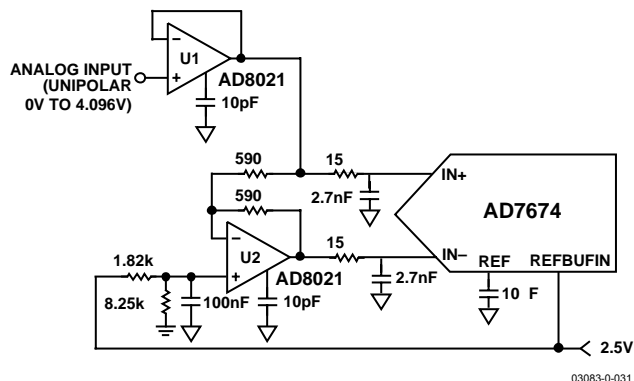 U1
ANALOG INPUT
(UNIPOLAR
0V TO 4.096V)
AD8021
10pF
590
15
IN+
590
2.7nF
AD7674
1.82k
U2
15
IN–
AD8021
REF
REFBUFIN
8.25k
100nF
10pF
2.7nF
10 F
2.5V
03083-0-031
−
+
−
+